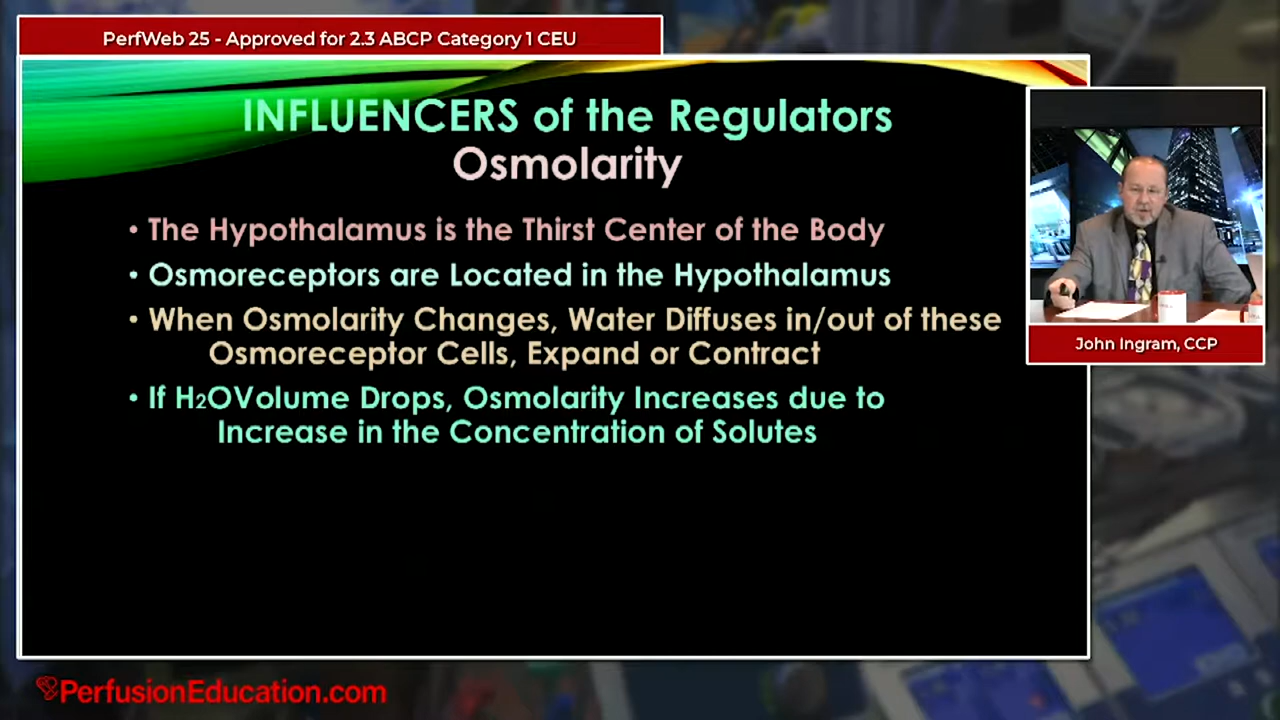 PerfWeb 25 - Approved for 2.3 ABCP Category 1 CEU
INFLUENCERS of the Regulators
Osmolarity
• The Hypothalamus is the Thirst Center of the Body
• Osmoreceptors are Located in the Hypothalamus
• When Osmolarity Changes, Water Diffuses in/out of these
Osmoreceptor Cells, Expand or Contract
• If H₂OVolume Drops, Osmolarity Increases due to
Increase in the Concentration of Solutes
John Ingram, CCP
PerfusionEducation.com